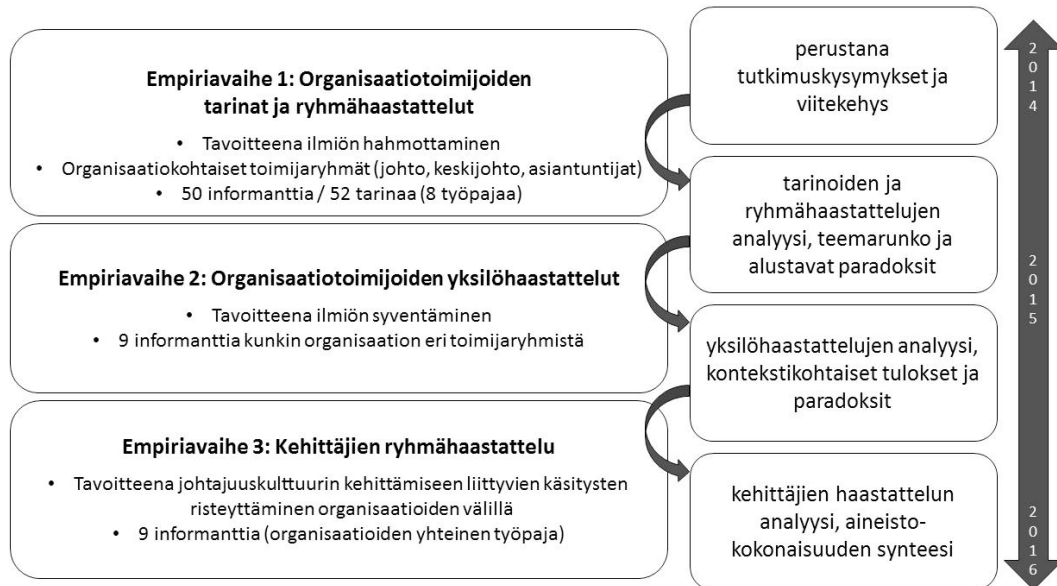 Empiriavaihe 1: Organisaatiotoimijoiden
tarinat ja ryhmähaastattelut
• Tavoitteena ilmiön hahmottaminen
• Organisaatiokohtaiset toimijaryhmät (johto, keskijohto, asiantuntijat)
• 50 informanttia / 52 tarinaa (8 työpajaa)
Empiriavaihe 2: Organisaatiotoimijoiden yksilöhaastattelut
• Tavoitteena ilmiön syventäminen
• 9 informanttia kunkin organisaation eri toimijaryhmistä
Empiriavaihe 3: Kehittäjien ryhmähaastattelu
• Tavoitteena johtajuuskulttuurin kehittämiseen liittyvien käsitysten
risteyttäminen organisaatioiden välillä
• 9 informanttia (organisaatioiden yhteinen työpaja)
perustana
tutkimuskysymykset ja
viitekehys
tarinoiden ja
ryhmähaastattelujen
analyysi, teemarunko ja
alustavat paradoksit
yksilöhaastattelujen analyysi,
kontekstikohtaiset tulokset ja
paradoksit
kehittäjien haastattelun
analyysi, aineisto-
kokonaisuuden synteesi
2014
2015
2016